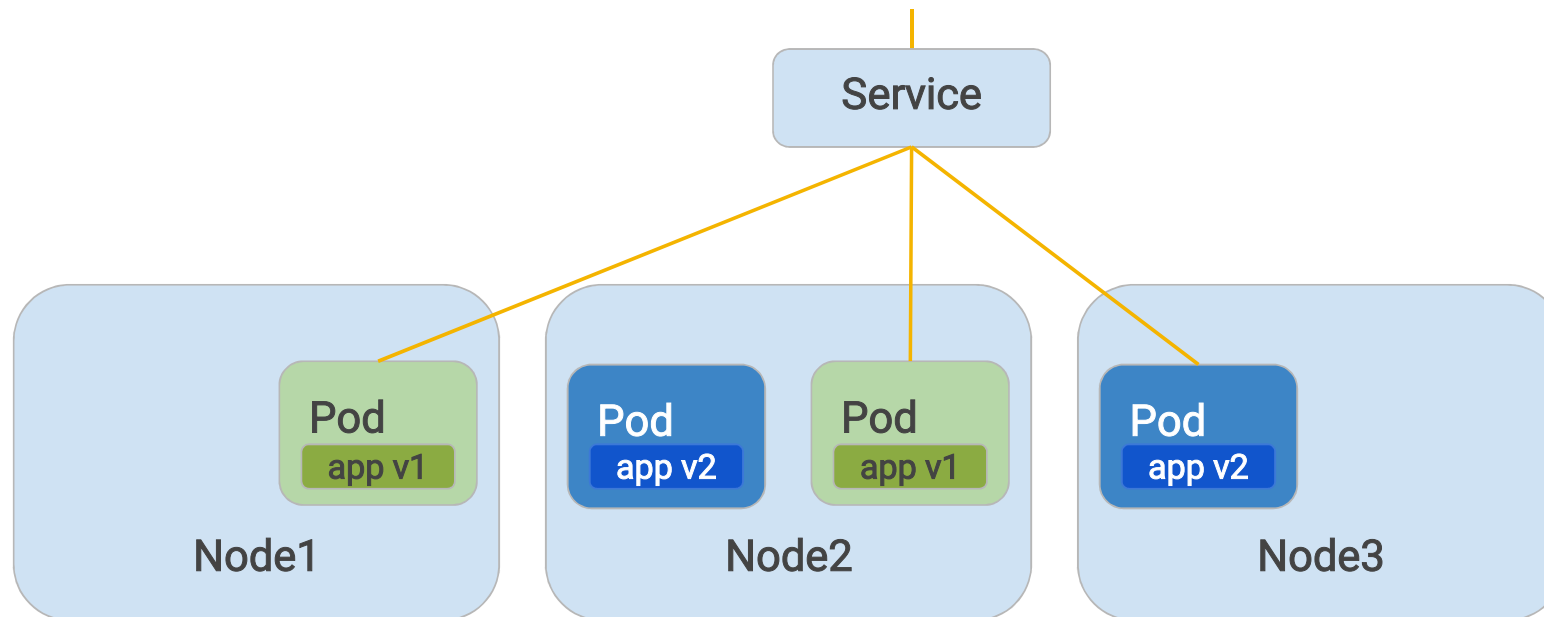 Service
Pod
app v1
Node1
Pod
app v2
Pod
app v1
Node2
Pod
app v2
Node3